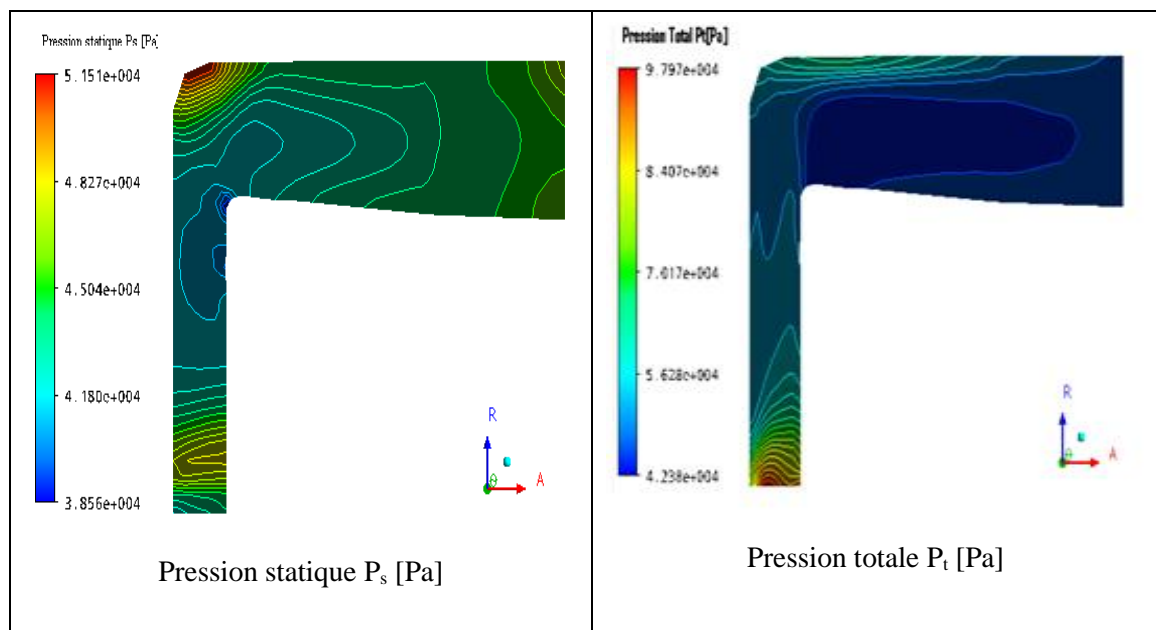 Pression statique Ps [Pa]
5.151e+004
4.827e+004
4.504e+004
4.180e+004
3.856e+004
R
θ
A
Pression statique Ps [Pa]
Pression Total Pt[Pa]
9.797e+004
8.407e+004
7.017e+004
5.628e+004
4.238e+004
R
θ
A
Pression totale Pt [Pa]